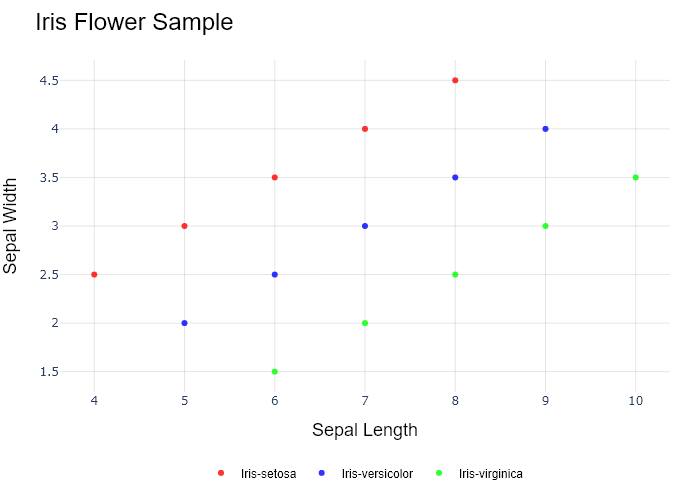 Iris Flower Sample
4.5
4
3.5
3
2.5
2
1.5
Sepal Width
4 5 6 7 8 9 10
Sepal Length
Iris-setosa Iris-versicolor Iris-virginica